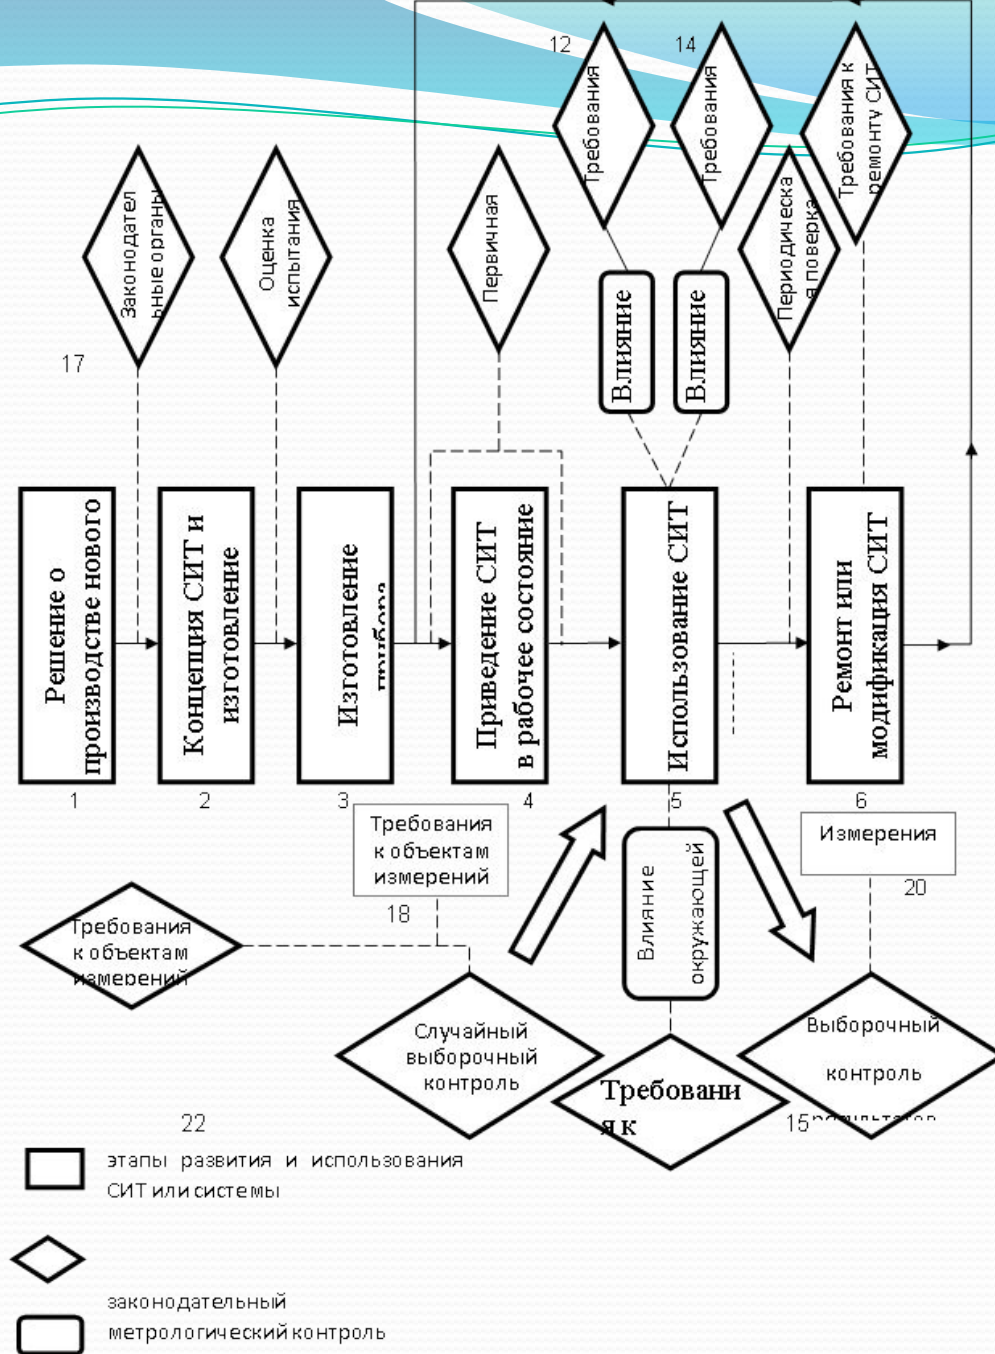 12
14
Требования
Требования
Требования к
ремонту СИТ
Законодател
ьные органы
Оценка
испытания
Первичная
Периодическа
я поверка
17
Влияние
Влияние
Решение о
производстве нового
Концепция СИТ и
изготовление
Изготовление
прибора
Приведение СИТ
в рабочее состояние
Использование СИТ
Ремонт или
модификация СИТ
1
2
3
4
5
6
Требования
к объектам
измерений
Измерения
18
20
Влияние
окружающей
Требования
к объектам
измерений
Случайный
выборочный
контроль
Требовани
я к
Выборочный
контроль
результатов
15
22
этапы развития и использования
СИТ или системы
законодательный
метрологический контроль